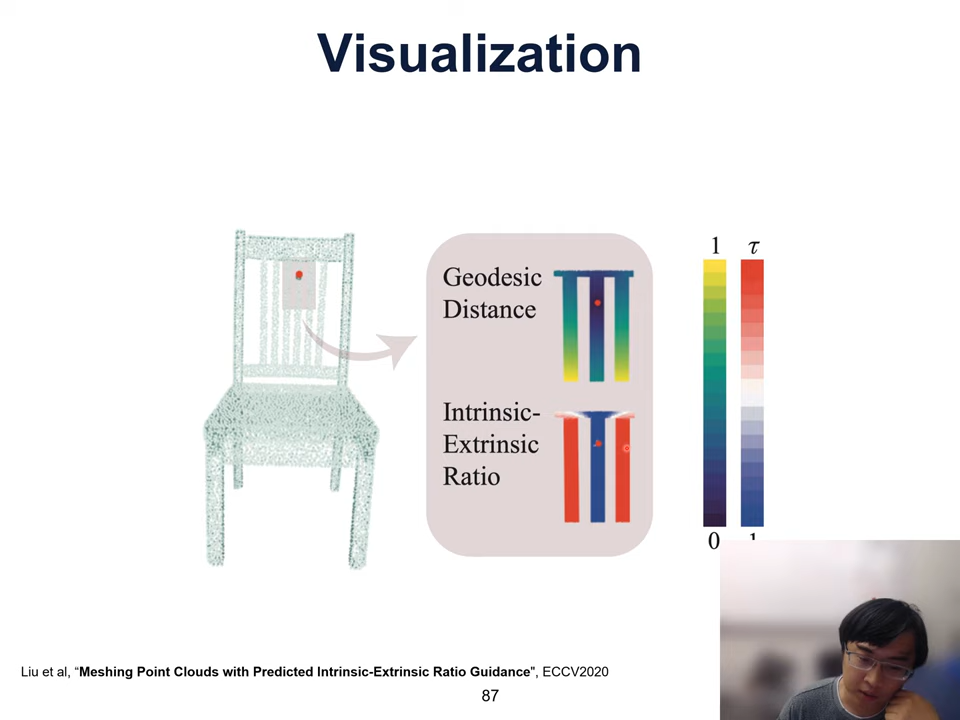 Visualization
Geodesic
Distance
Intrinsic-
Extrinsic
Ratio
1 τ
0 1
Liu et al, “Meshing Point Clouds with Predicted Intrinsic-Extrinsic Ratio Guidance”, ECCV2020
87